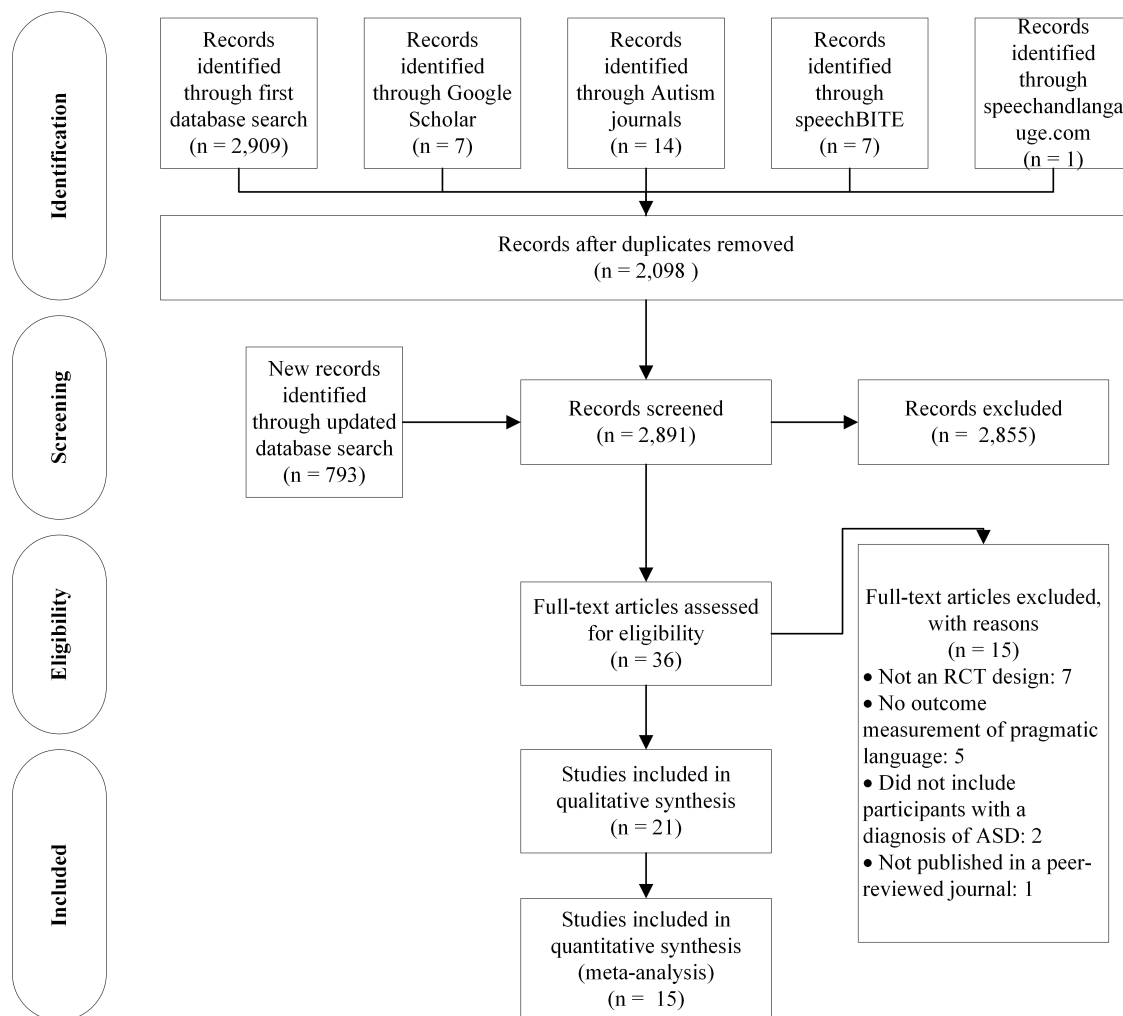 Identification
Records
identified
through first
database search
(n = 2,909)
Records
identified
through Google
Scholar
(n = 7)
Records
identified
through Autism
journals
(n = 14)
Records
identified
through
speechBITE
(n = 7)
Records
identified
through
speechandlanga
uge.com
(n = 1)
Records after duplicates removed
(n = 2,098 )
Screening
New records
identified
through updated
database search
(n = 793)
Records screened
(n = 2,891)
Records excluded
(n =  2,855)
Eligibility
Full-text articles assessed
for eligibility
(n = 36)
Full-text articles excluded,
with reasons
(n = 15)
• Not an RCT design: 7
• No outcome
measurement of pragmatic
language: 5
• Did not include
participants with a
diagnosis of ASD: 2
• Not published in a peer-
reviewed journal: 1
Included
Studies included in
qualitative synthesis
(n = 21)
Studies included in
quantitative synthesis
(meta-analysis)
(n =  15)